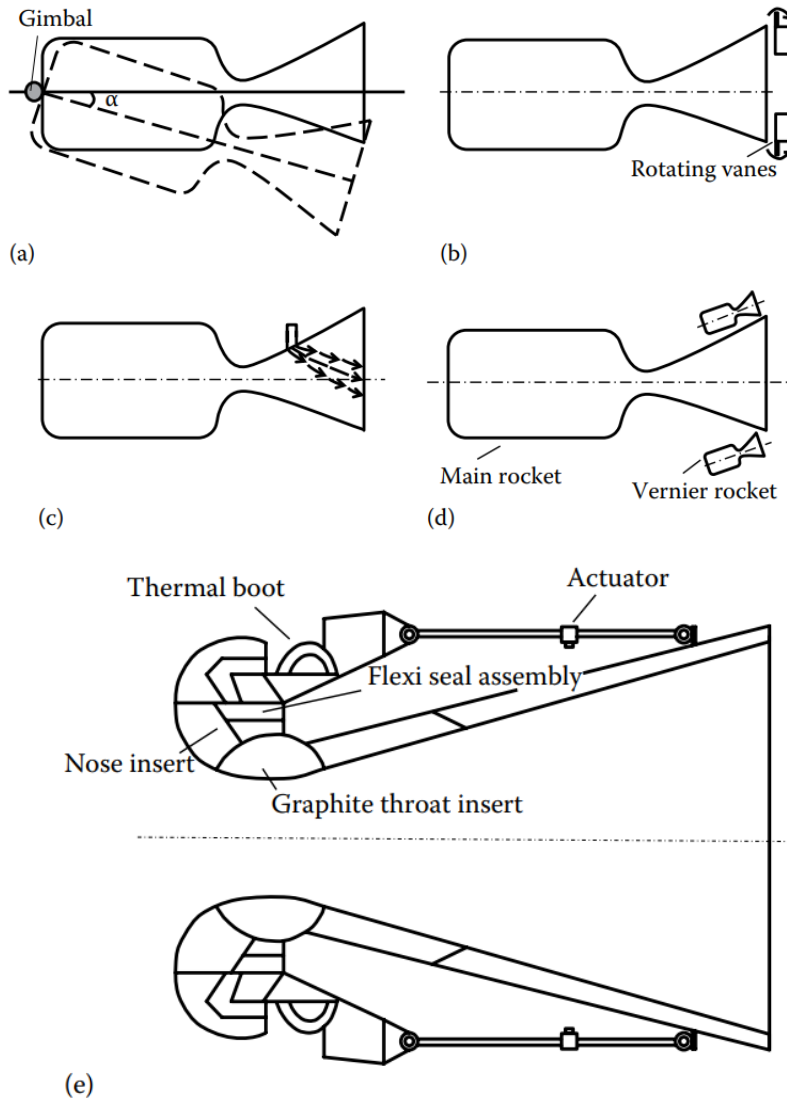 Gimbal
α
(a)
Rotating vanes
(b)
(c)
Main rocket
Vernier rocket
(d)
Thermal boot
Actuator
Flexi seal assembly
Nose insert
Graphite throat insert
(e)